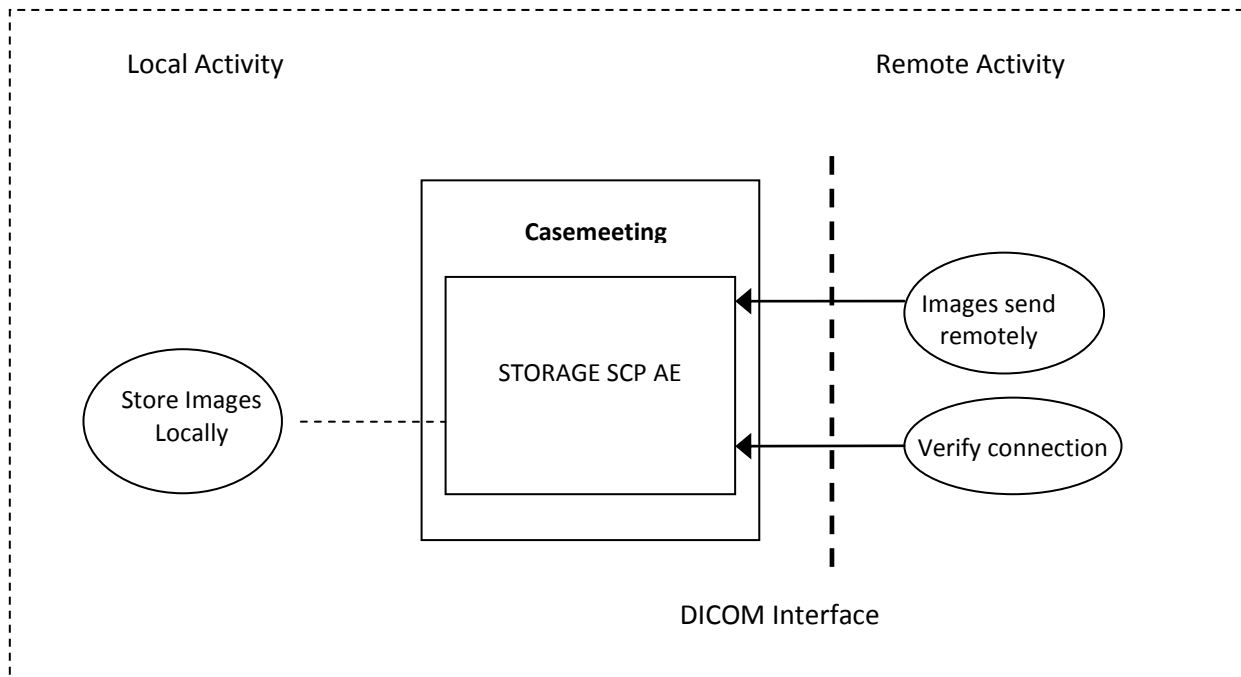 Local Activity
Remote Activity
Casemeeting
Images send
remotely
STORAGE SCP AE
Store Images
Locally
Verify connection
DICOM Interface